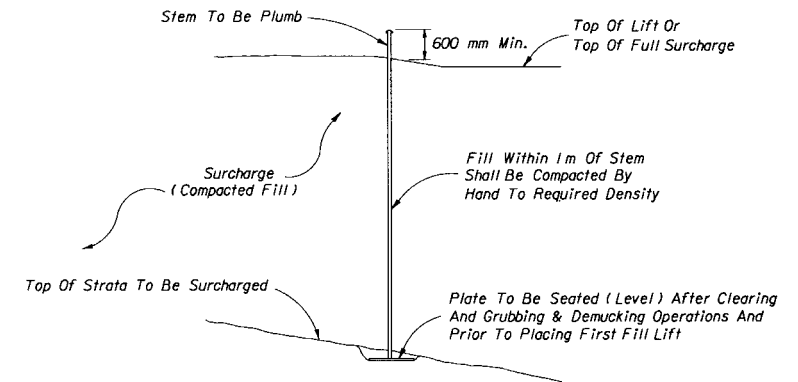 Stem To Be Plumb
600 mm Min.
Top Of Lift Or
Top Of Full Surcharge
Surcharge
(Compacted Fill)
Fill Within 1m Of Stem
Shall Be Compacted By
Hand To Required Density
Top Of Strata To Be Surcharged
Plate To Be Seated (Level) After Clearing
And Grubbing & Demucking Operations And
Prior To Placing First Fill Lift